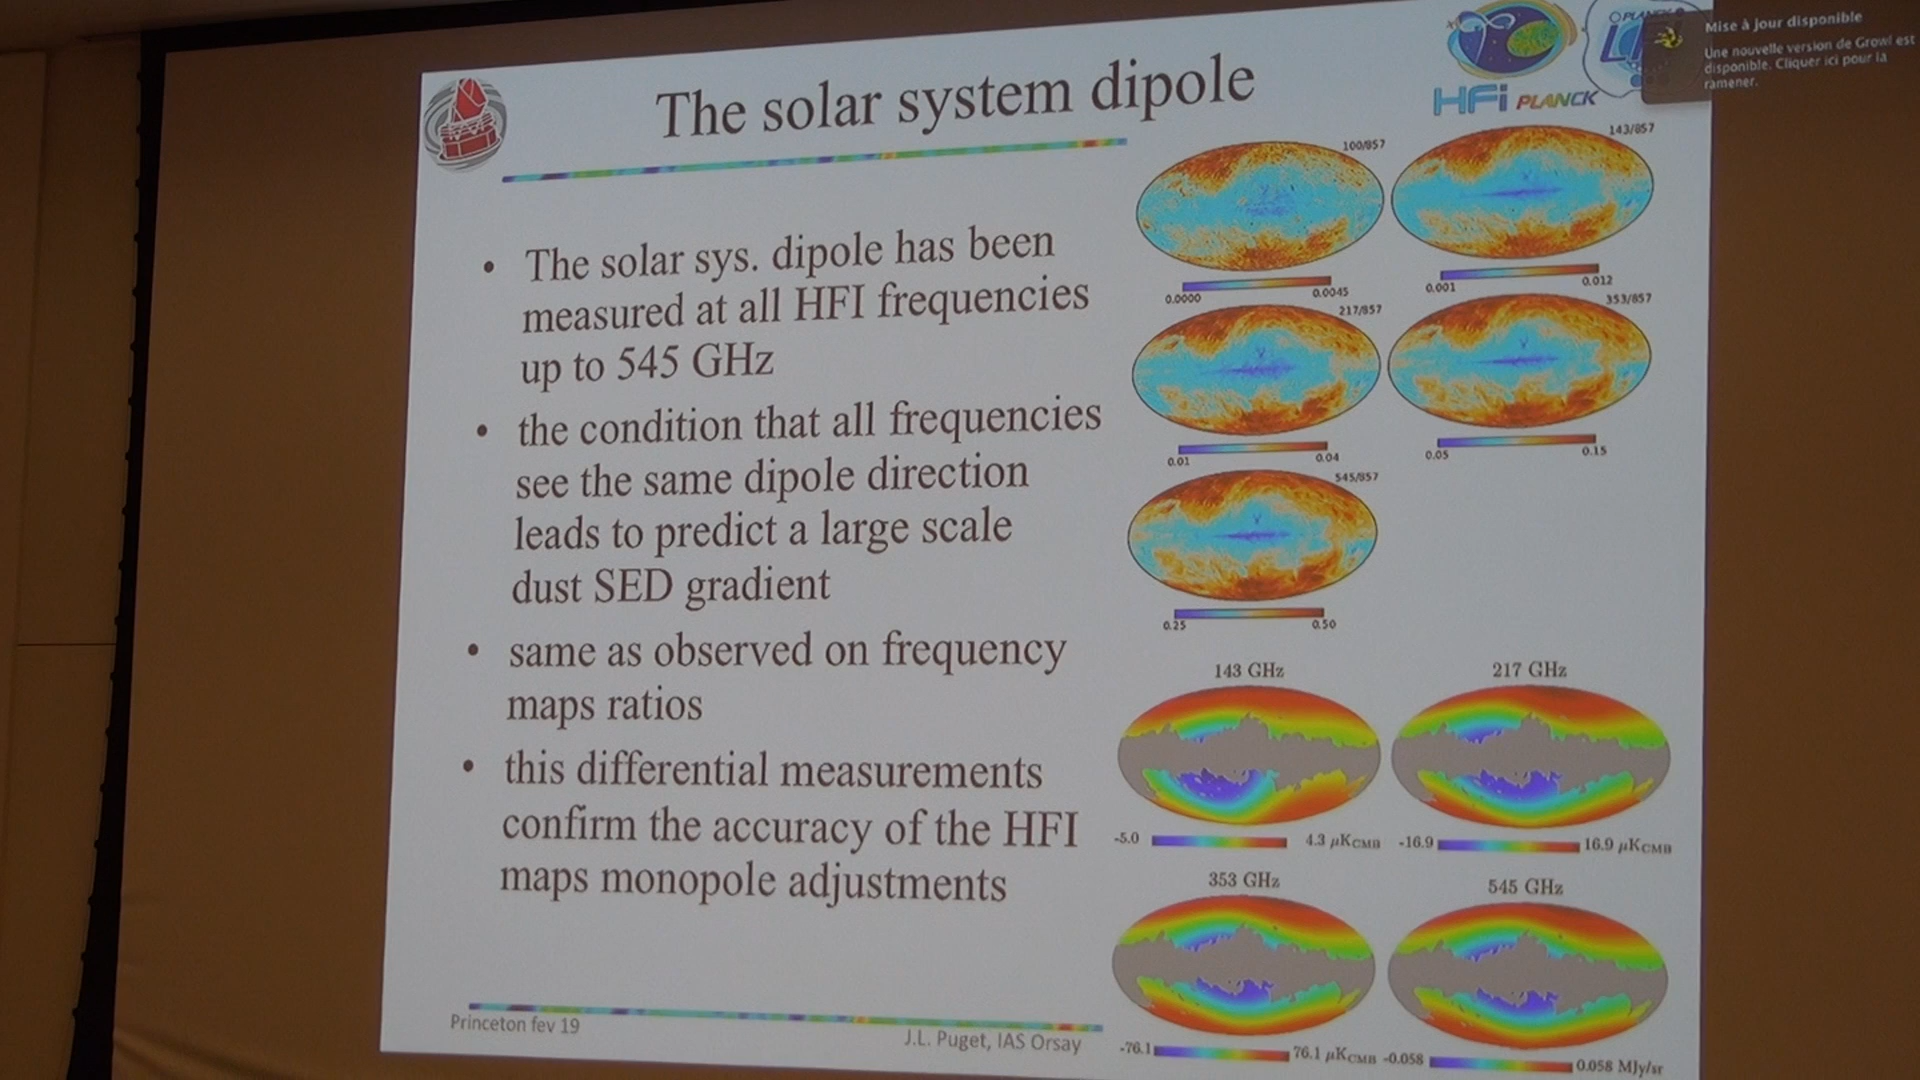 The solar system dipole
HFi PLANCK
Mise à jour disponible
Une nouvelle version de Growl est
disponible. Cliquer ici pour la
ramener.
• The solar sys. dipole has been
measured at all HFI frequencies
up to 545 GHz
• the condition that all frequencies
see the same dipole direction
leads to predict a large scale
dust SED gradient
• same as observed on frequency
maps ratios
• this differential measurements
confirm the accuracy of the HFI
maps monopole adjustments
100/857
143/857
0.0000 0.0045
0.001 0.012
217/857
353/857
0.01 0.04
0.05 0.15
545/857
0.25 0.50
143 GHz
217 GHz
-5.0 4.3 μKCMB
-16.9 16.9 μKCMB
353 GHz
545 GHz
-76.1 76.1 μKCMB
-0.058 0.058 MJy/sr
Princeton fev 19
J.L. Puget, IAS Orsay